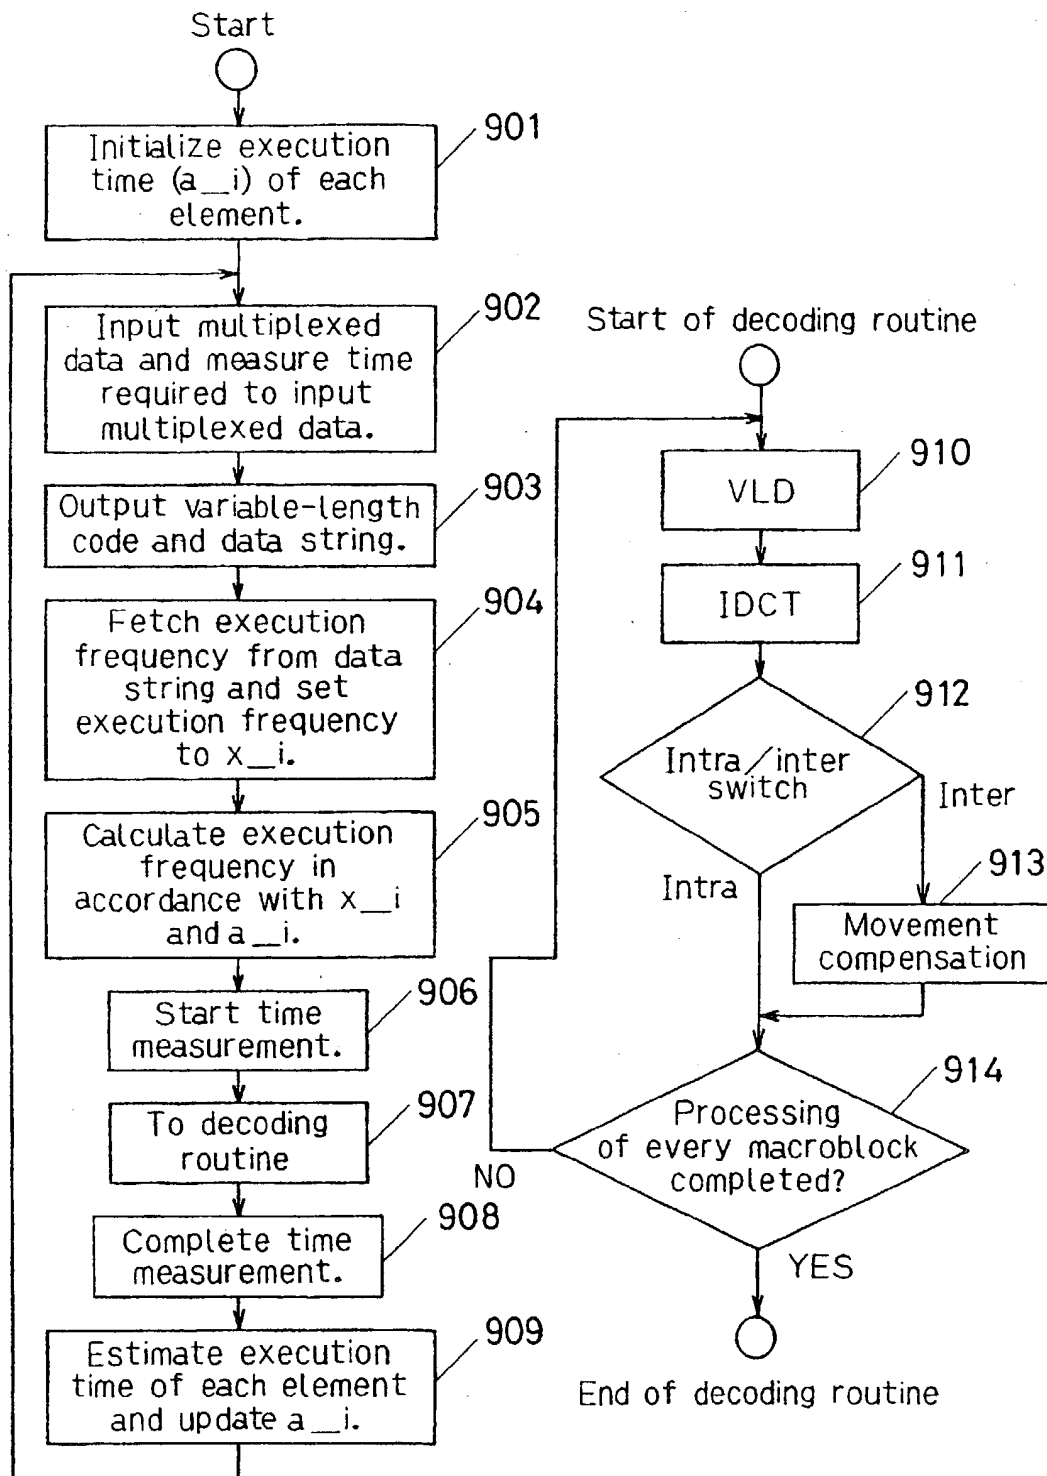 Start
901
Initialize execution
time (a__i) of each
element.
902
Input multiplexed
data and measure time
required to input
multiplexed data.
903
Output variable-length
code and data string.
904
Fetch execution
frequency from data
string and set
execution frequency
to x__i.
905
Calculate execution
frequency in
accordance with x__i
and a__i.
906
Start time
measurement.
907
To decoding
routine
908
Complete time
measurement.
909
Estimate execution
time of each element
and update a__i.
Start of decoding routine
910
VLD
911
IDCT
912
Intra/inter
switch
Inter
Intra
913
Movement
compensation
914
Processing
of every macroblock
completed?
NO
YES
End of decoding routine